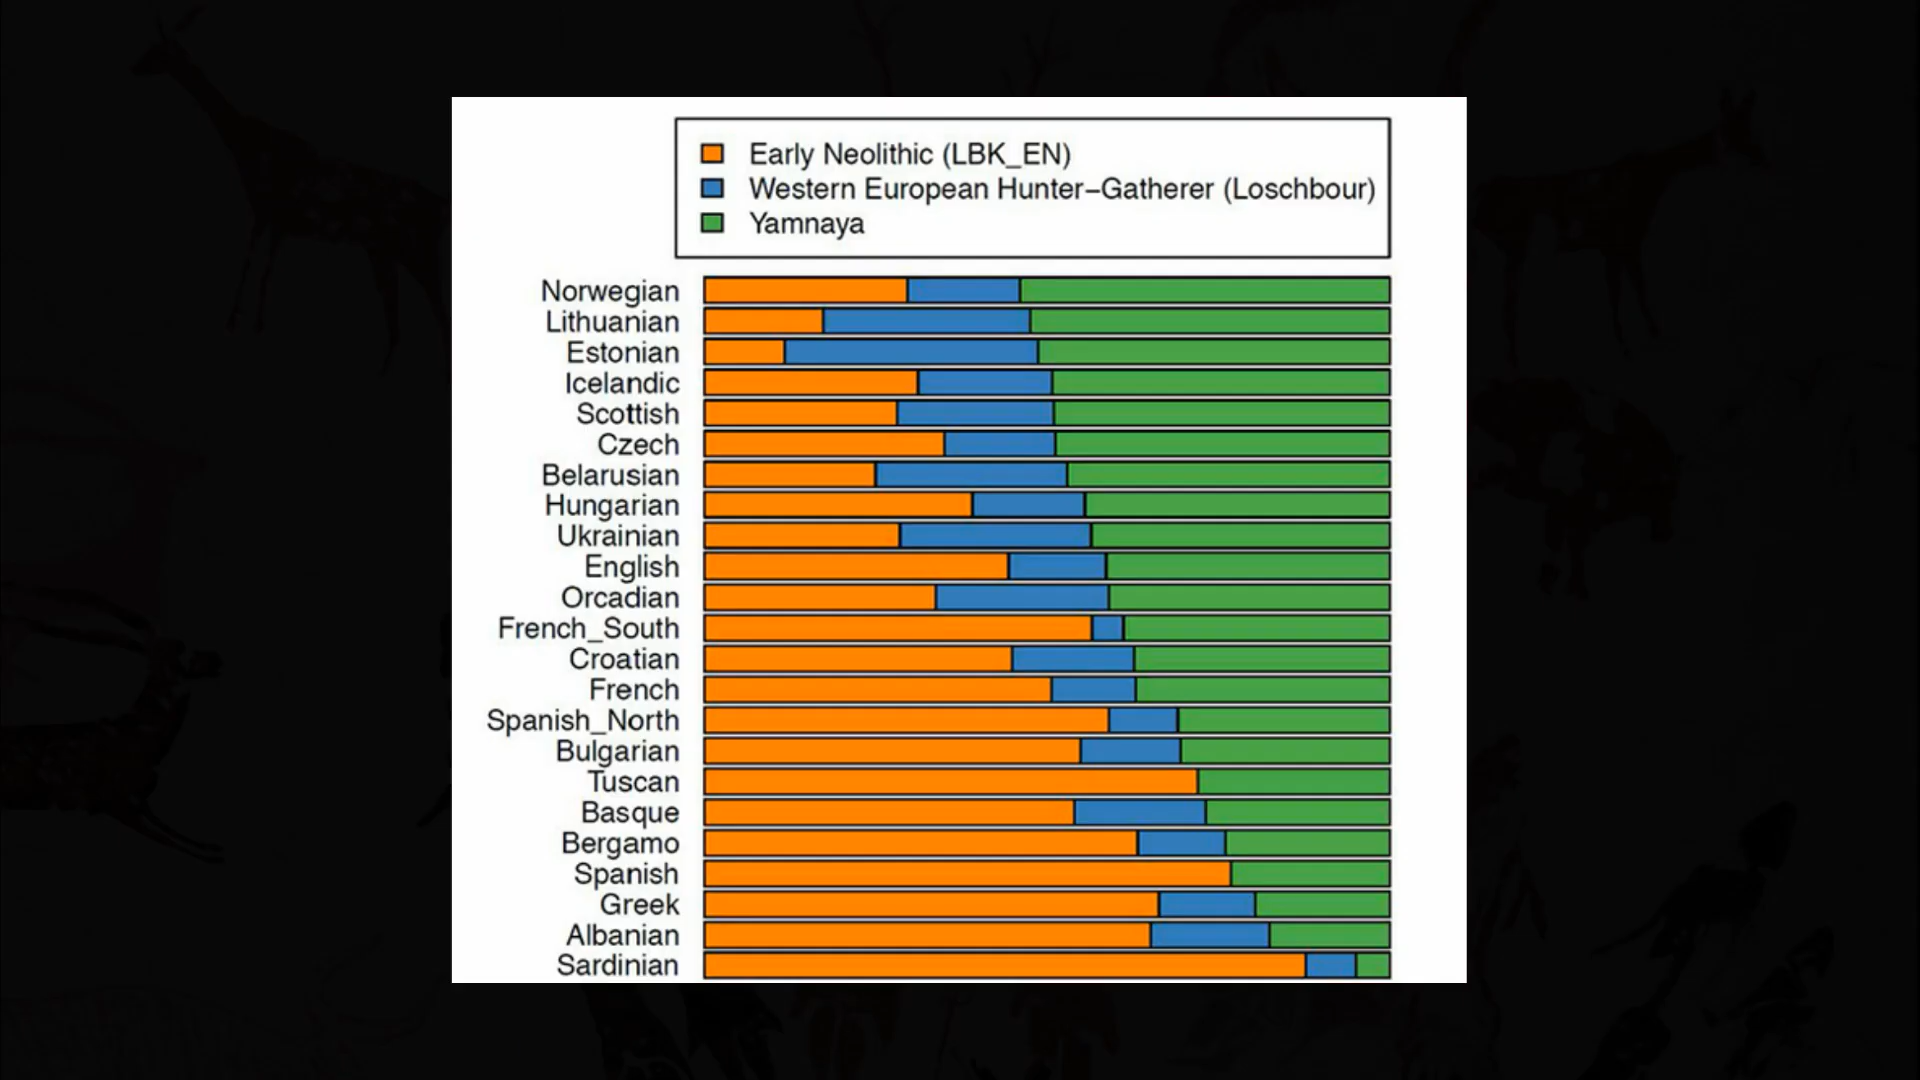 Early Neolithic (LBK_EN)
Western European Hunter–Gatherer (Loschbour)
Yamnaya
Norwegian
Lithuanian
Estonian
Icelandic
Scottish
Czech
Belarusian
Hungarian
Ukrainian
English
Orcadian
French_South
Croatian
French
Spanish_North
Bulgarian
Tuscan
Basque
Bergamo
Spanish
Greek
Albanian
Sardinian